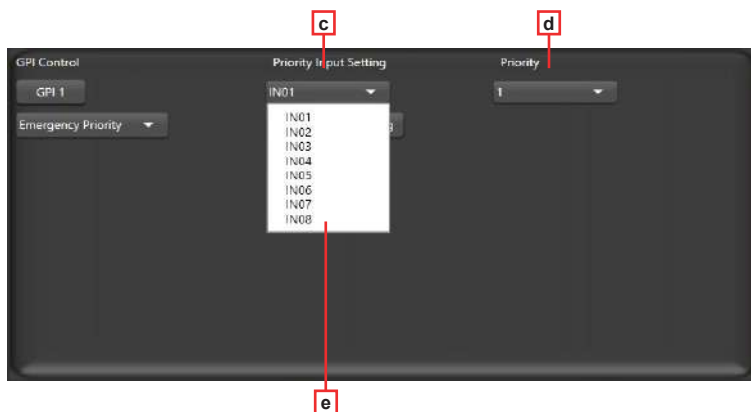 c
d
GPI Control
Priority Input Setting
Priority
GPI 1
IN01
1
Emergency Priority
IN01
IN02
IN03
IN04
IN05
IN06
IN07
IN08
e